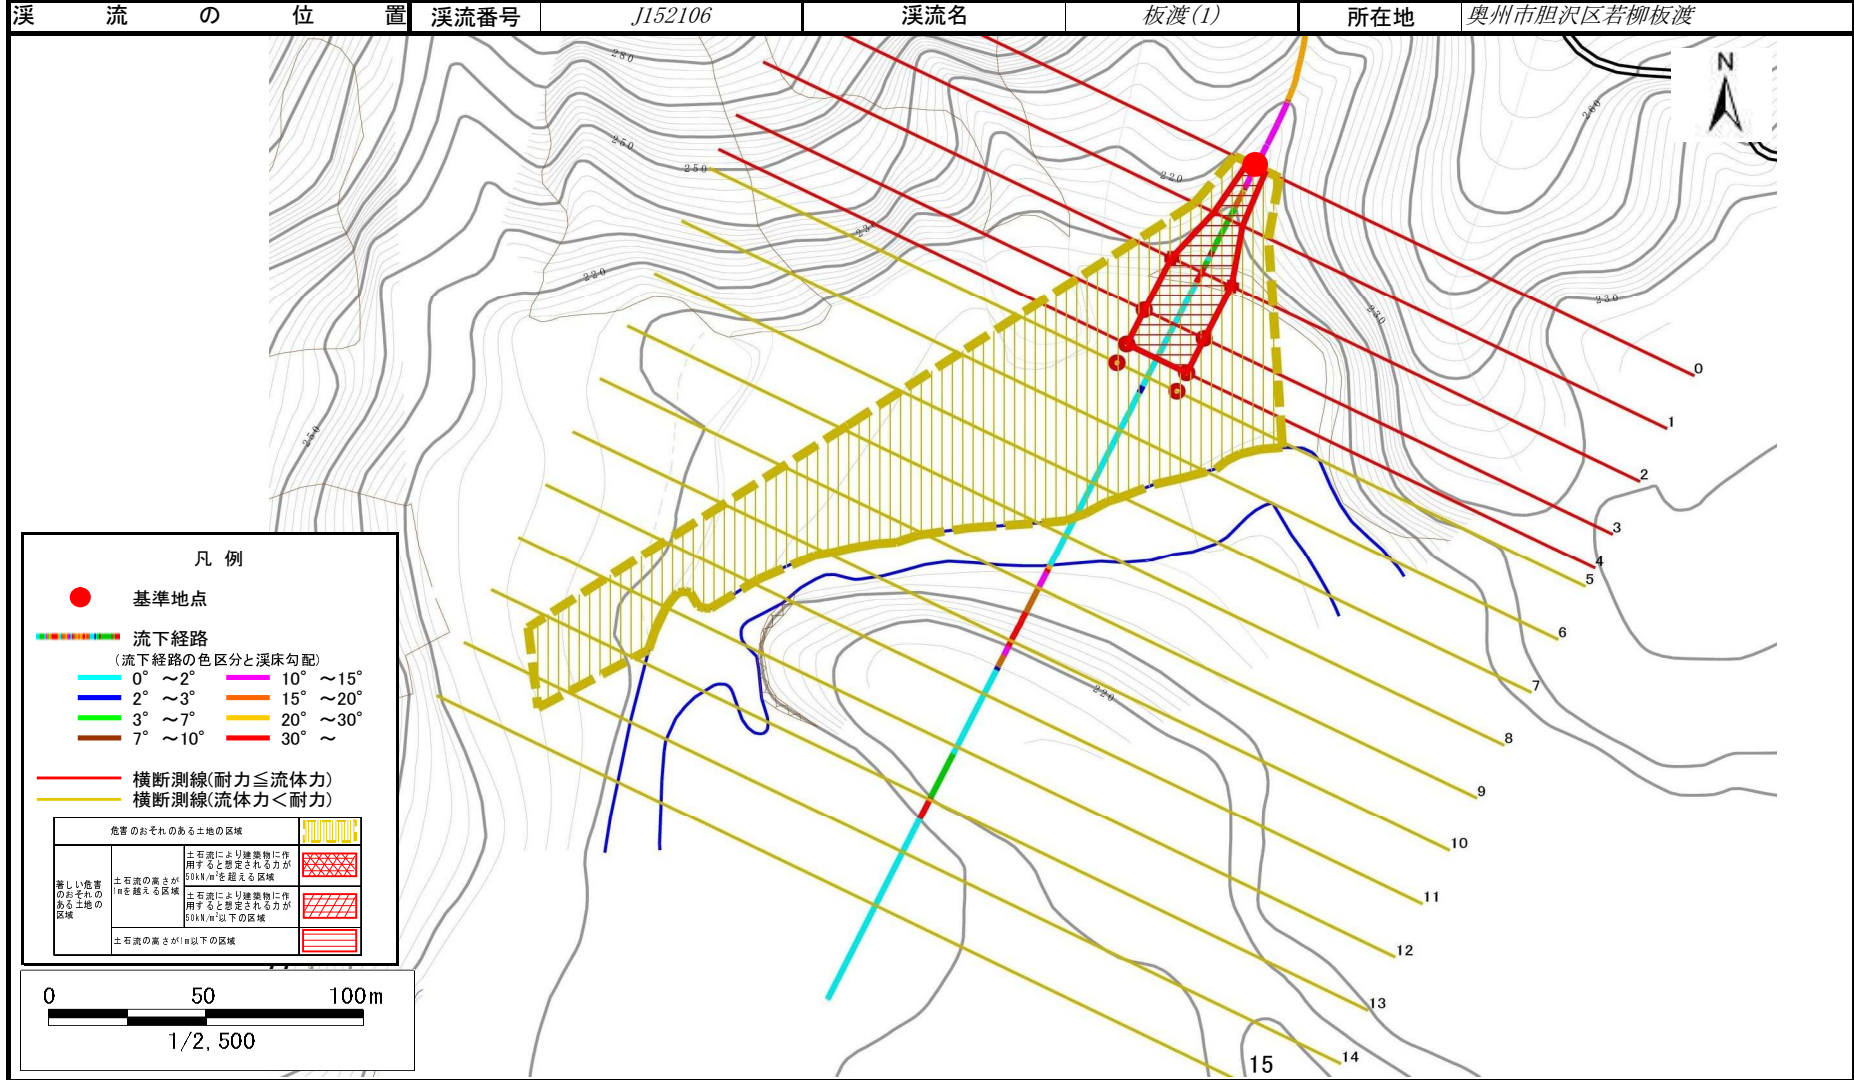 渓流の位置 渓流番号 J152106 渓流名 板渡(1) 所在地 奥州市胆沢区若柳板渡
N
280
250
250
220
230
220
250
230
230
260
220
0
1
2
3
4
5
6
7
8
9
10
11
12
13
14
15
凡 例
基準地点
流下経路
(流下経路の色区分と渓床勾配)
0° ～2° 10° ～15°
2° ～3° 15° ～20°
3° ～7° 20° ～30°
7° ～10° 30° ～
横断測線(耐力≦流体力)
横断測線(流体力＜耐力)
危害のおそれのある土地の区域
著しい危害のおそれのある土地の区域
土石流の高さが1mを越える区域
土石流により建築物に作用すると想定される力が50kN/m²を超える区域
土石流により建築物に作用すると想定される力が50kN/m²以下の区域
土石流の高さが1m以下の区域
0 50 100m
1/2,500